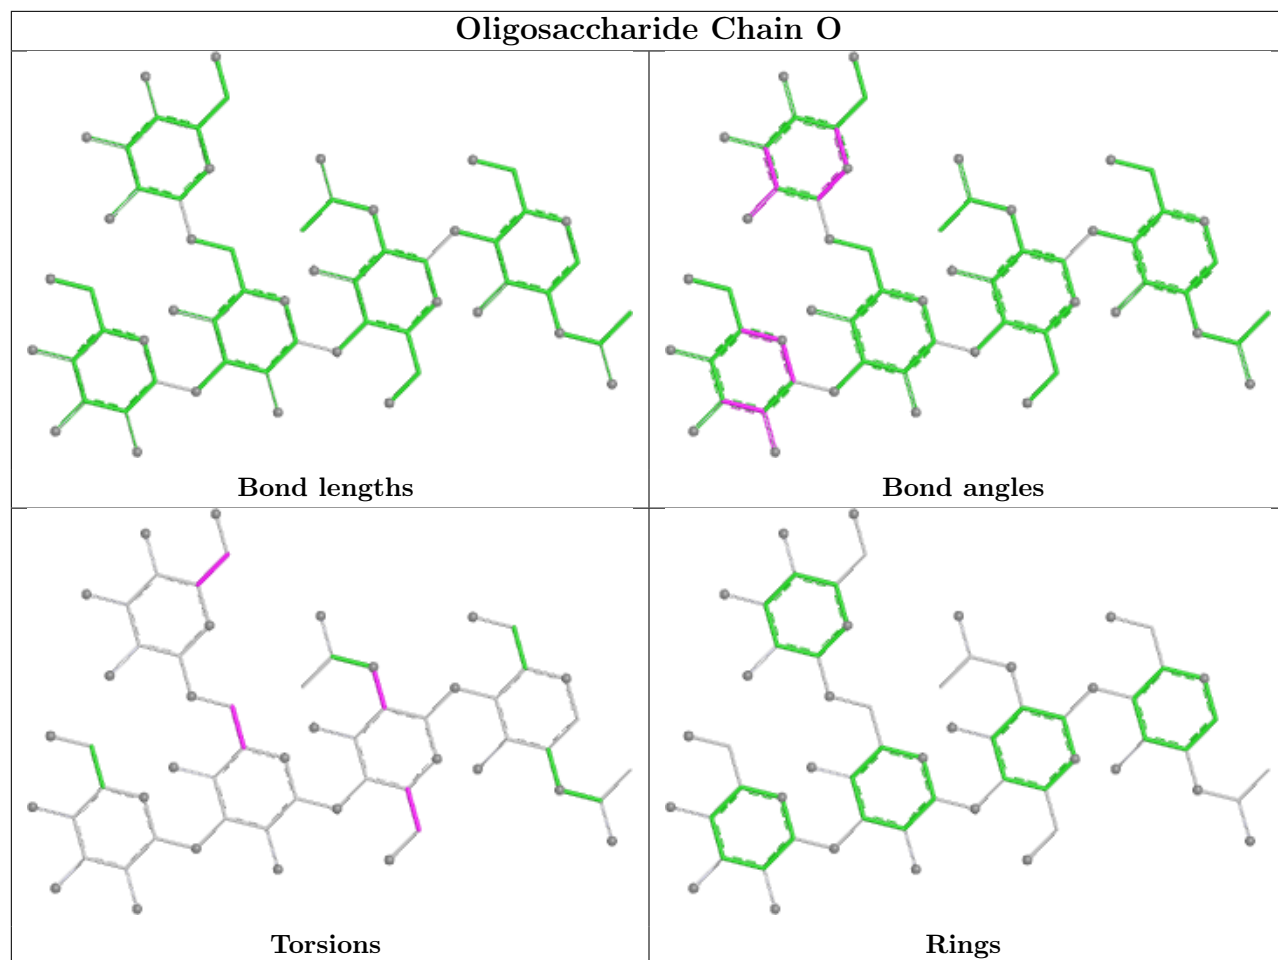 Oligosaccharide Chain O
Bond lengths
Bond angles
Torsions
Rings